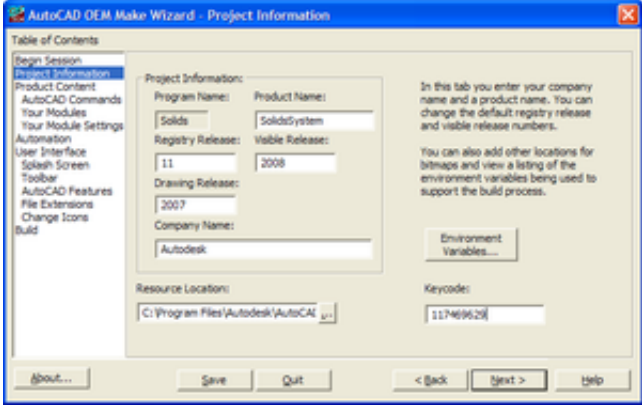 AutoCAD OEM Make Wizard - Project Information
Table of Contents
Begin Session
Project Information
Product Content
AutoCAD Commands
Your Modules
Your Module Settings
Automation
User Interface
Splash Screen
Toolbar
AutoCAD Features
File Extensions
Change Icons
Build
Project Information:
Program Name: Product Name:
Solids SolidsSystem
Registry Release: Visible Release:
11 2008
Drawing Release:
2007
Company Name:
Autodesk
Resource Location:
C:\Program Files\Autodesk\AutoCAD ...
In this tab you enter your company
name and a product name. You can
change the default registry release
and visible release numbers.
You can also add other locations for
bitmaps and view a listing of the
environment variables being used to
support the build process.
Environment
Variables...
Keycode:
117469629
About... Save Quit < Back Next > Help